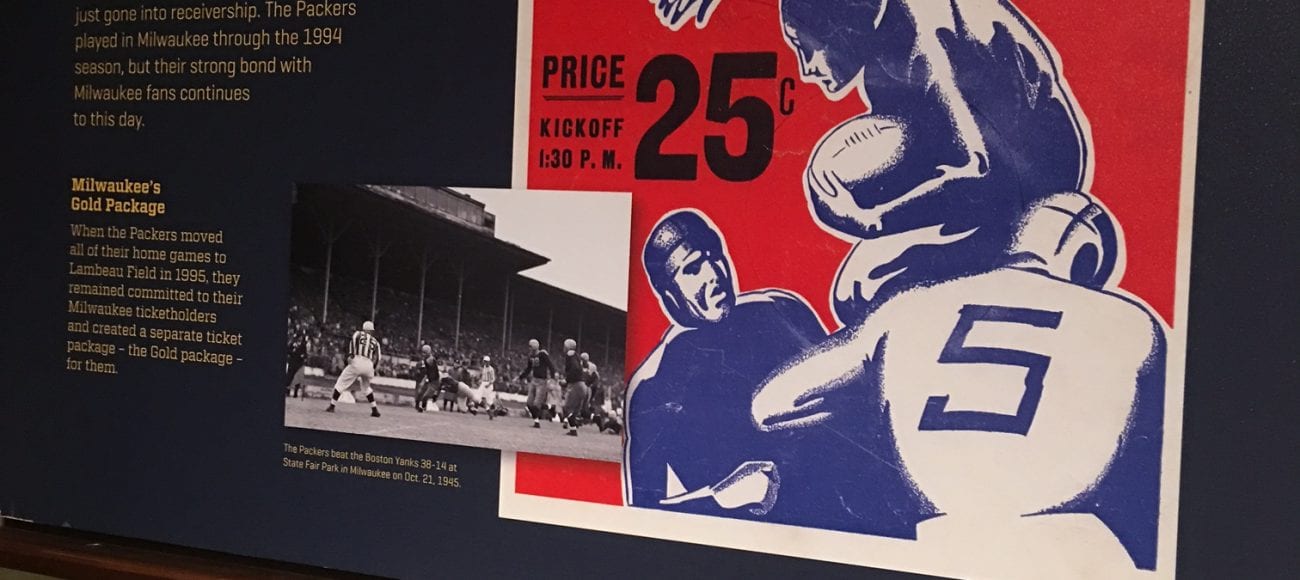 just gone into receivership. The Packers
played in Milwaukee through the 1994
season, but their strong bond with
Milwaukee fans continues
to this day.
Milwaukee's
Gold Package
When the Packers moved
all of their home games to
Lambeau Field in 1995, they
remained committed to their
Milwaukee ticketholders
and created a separate ticket
package – the Gold package –
for them.
The Packers beat the Boston Yanks 38-14 at
State Fair Park in Milwaukee on Oct. 21, 1945.
PRICE
25¢
KICKOFF
1:30 P. M.
5